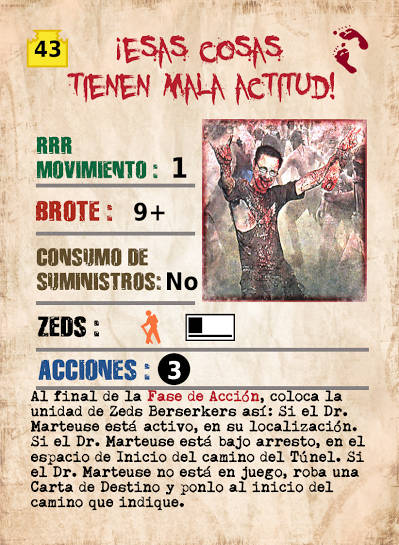 43
¡ESAS COSAS
TIENEN MALA ACTITUD!
RRR
MOVIMIENTO : 1
BROTE : 9+
CONSUMO DE
SUMINISTROS: No
ZEDS :
ACCIONES : 3
Al final de la Fase de Acción, coloca la
unidad de Zeds Berserkers así: Si el Dr.
Marteuse está activo, en su localización.
Si el Dr. Marteuse está bajo arresto, en el
espacio de Inicio del camino del Túnel. Si
el Dr. Marteuse no está en juego, roba una
Carta de Destino y ponlo al inicio del
camino que indique.